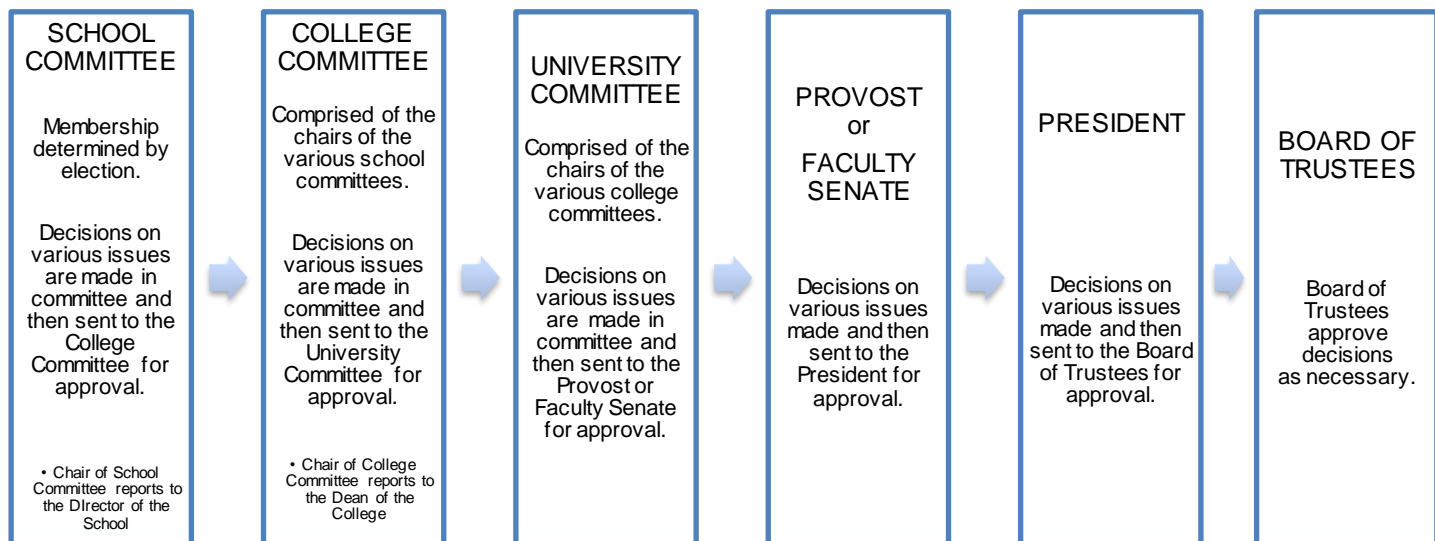 SCHOOL
COMMITTEE
Membership
determined by
election.
Decisions on
various issues
are made in
committee and
then sent to the
College
Committee for
approval.
• Chair of School
Committee reports to
the DIrector of the
School
COLLEGE
COMMITTEE
Comprised of the
chairs of the
various school
committees.
Decisions on
various issues
are made in
committee and
then sent to the
University
Committee for
approval.
• Chair of College
Committee reports to
the Dean of the
College
UNIVERSITY
COMMITTEE
Comprised of the
chairs of the
various college
committees.
Decisions on
various issues
are made in
committee and
then sent to the
Provost or
Faculty Senate
for approval.
PROVOST
or
FACULTY
SENATE
Decisions on
various issues
made and then
sent to the
President for
approval.
PRESIDENT
Decisions on
various issues
made and then
sent to the Board
of Trustees for
approval.
BOARD OF
TRUSTEES
Board of
Trustees
approve
decisions
as necessary.